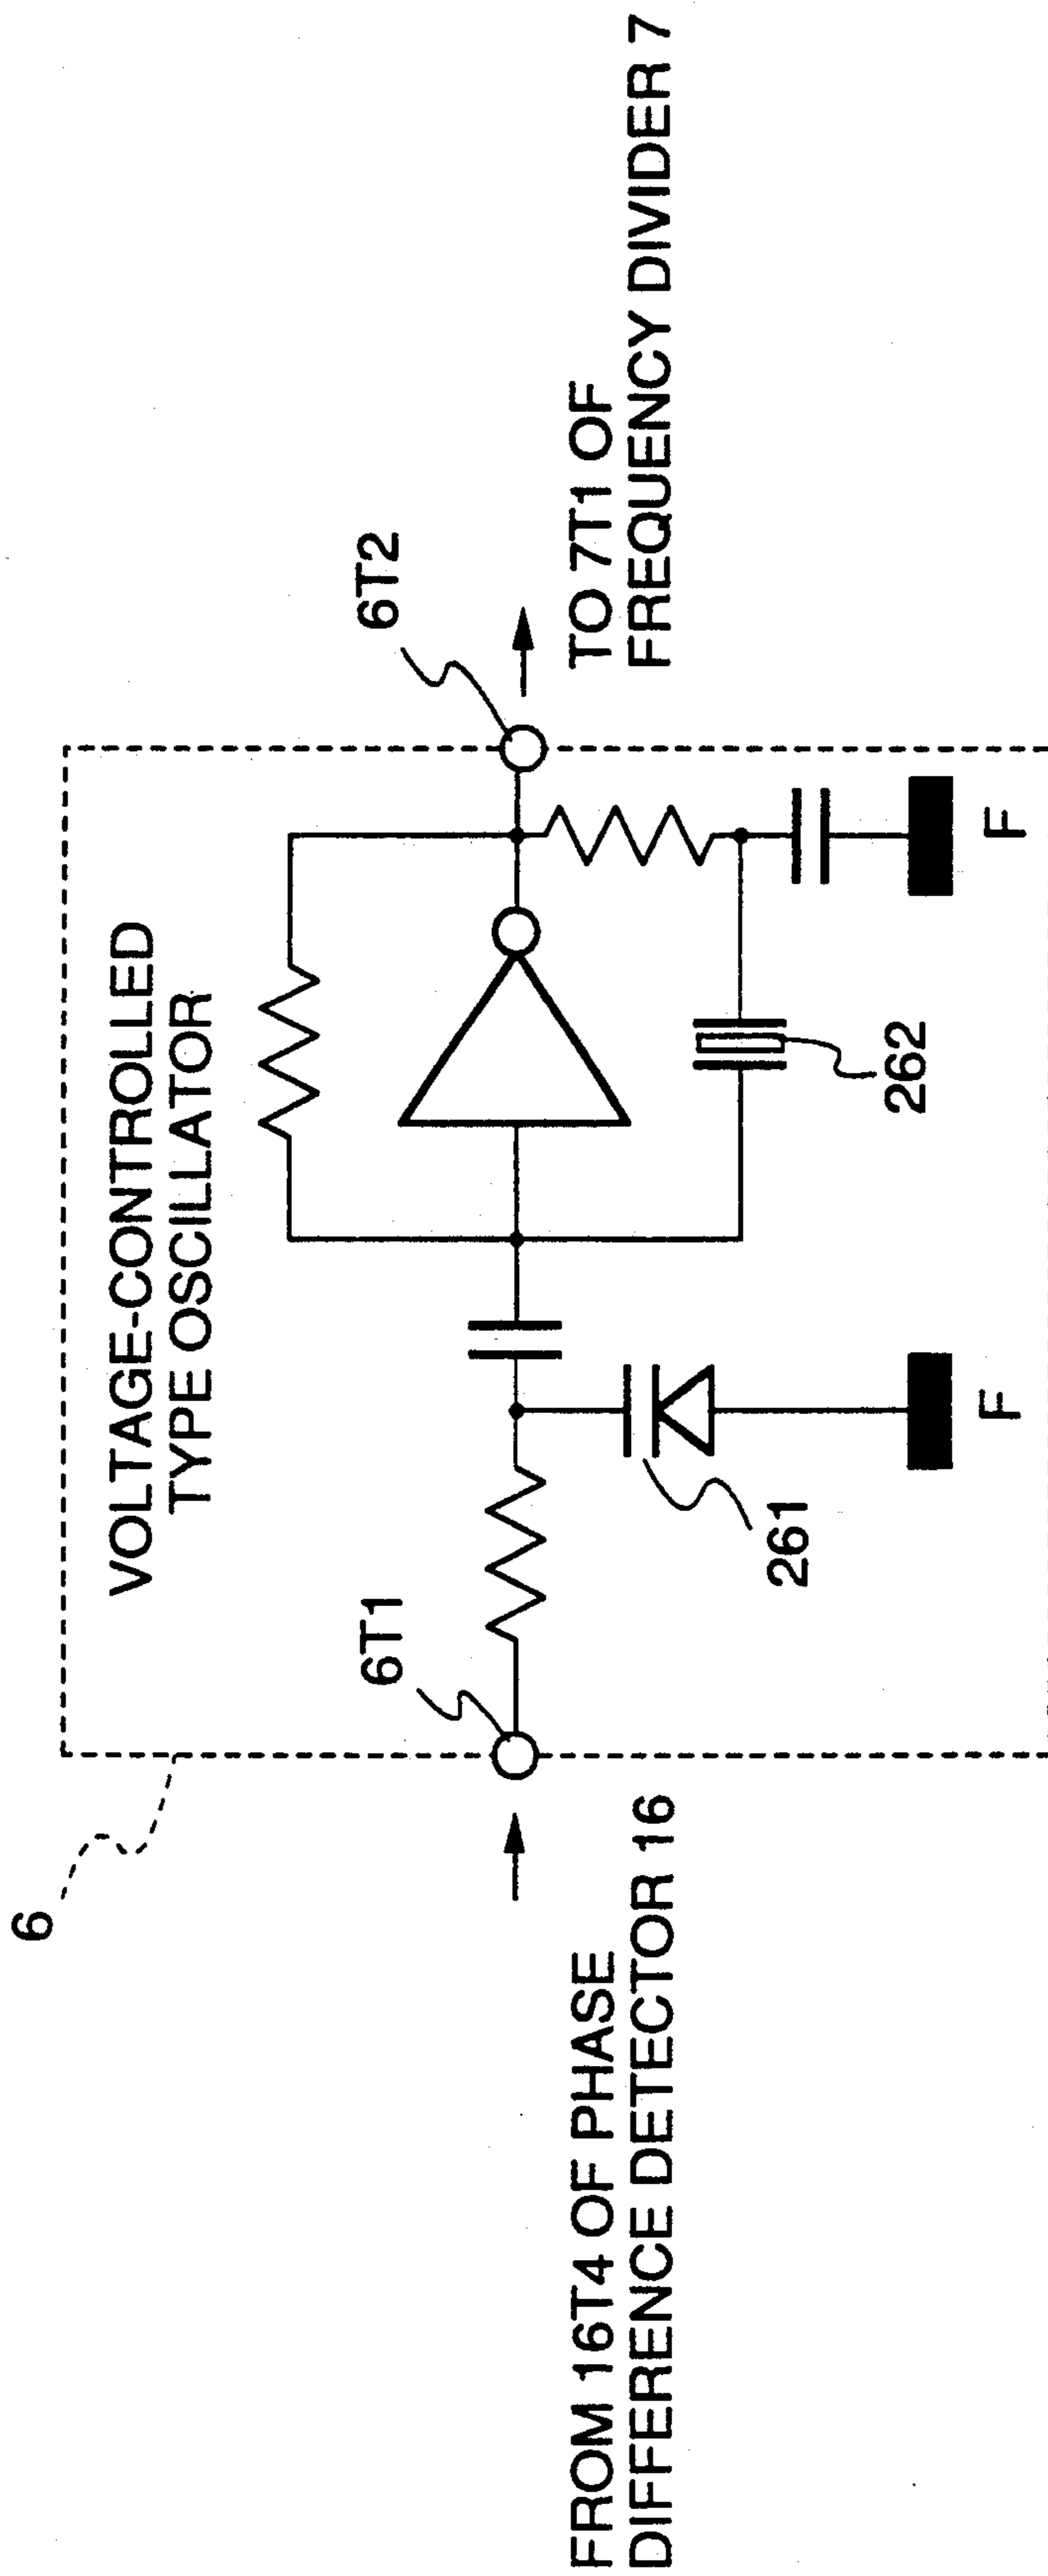 6
VOLTAGE-CONTROLLED
TYPE OSCILLATOR
6T1
6T2
FROM 16T4 OF PHASE
DIFFERENCE DETECTOR 16
TO 7T1 OF
FREQUENCY DIVIDER 7
261
262
F
F